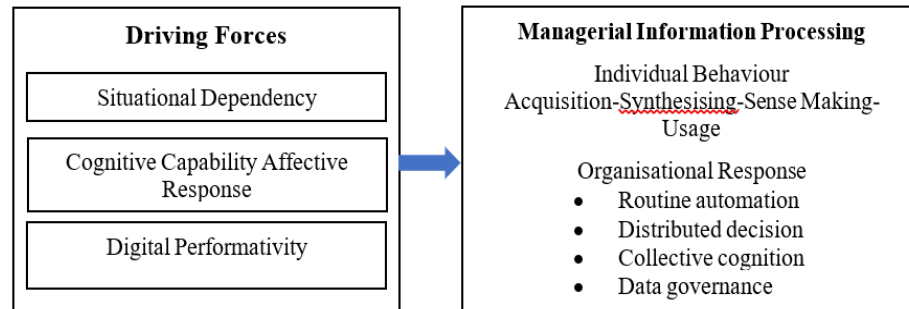 Driving Forces
Situational Dependency
Cognitive Capability Affective
Response
Digital Performativity
Managerial Information Processing
Individual Behaviour
Acquisition-Synthesising-Sense Making-
Usage
Organisational Response
• Routine automation
• Distributed decision
• Collective cognition
• Data governance